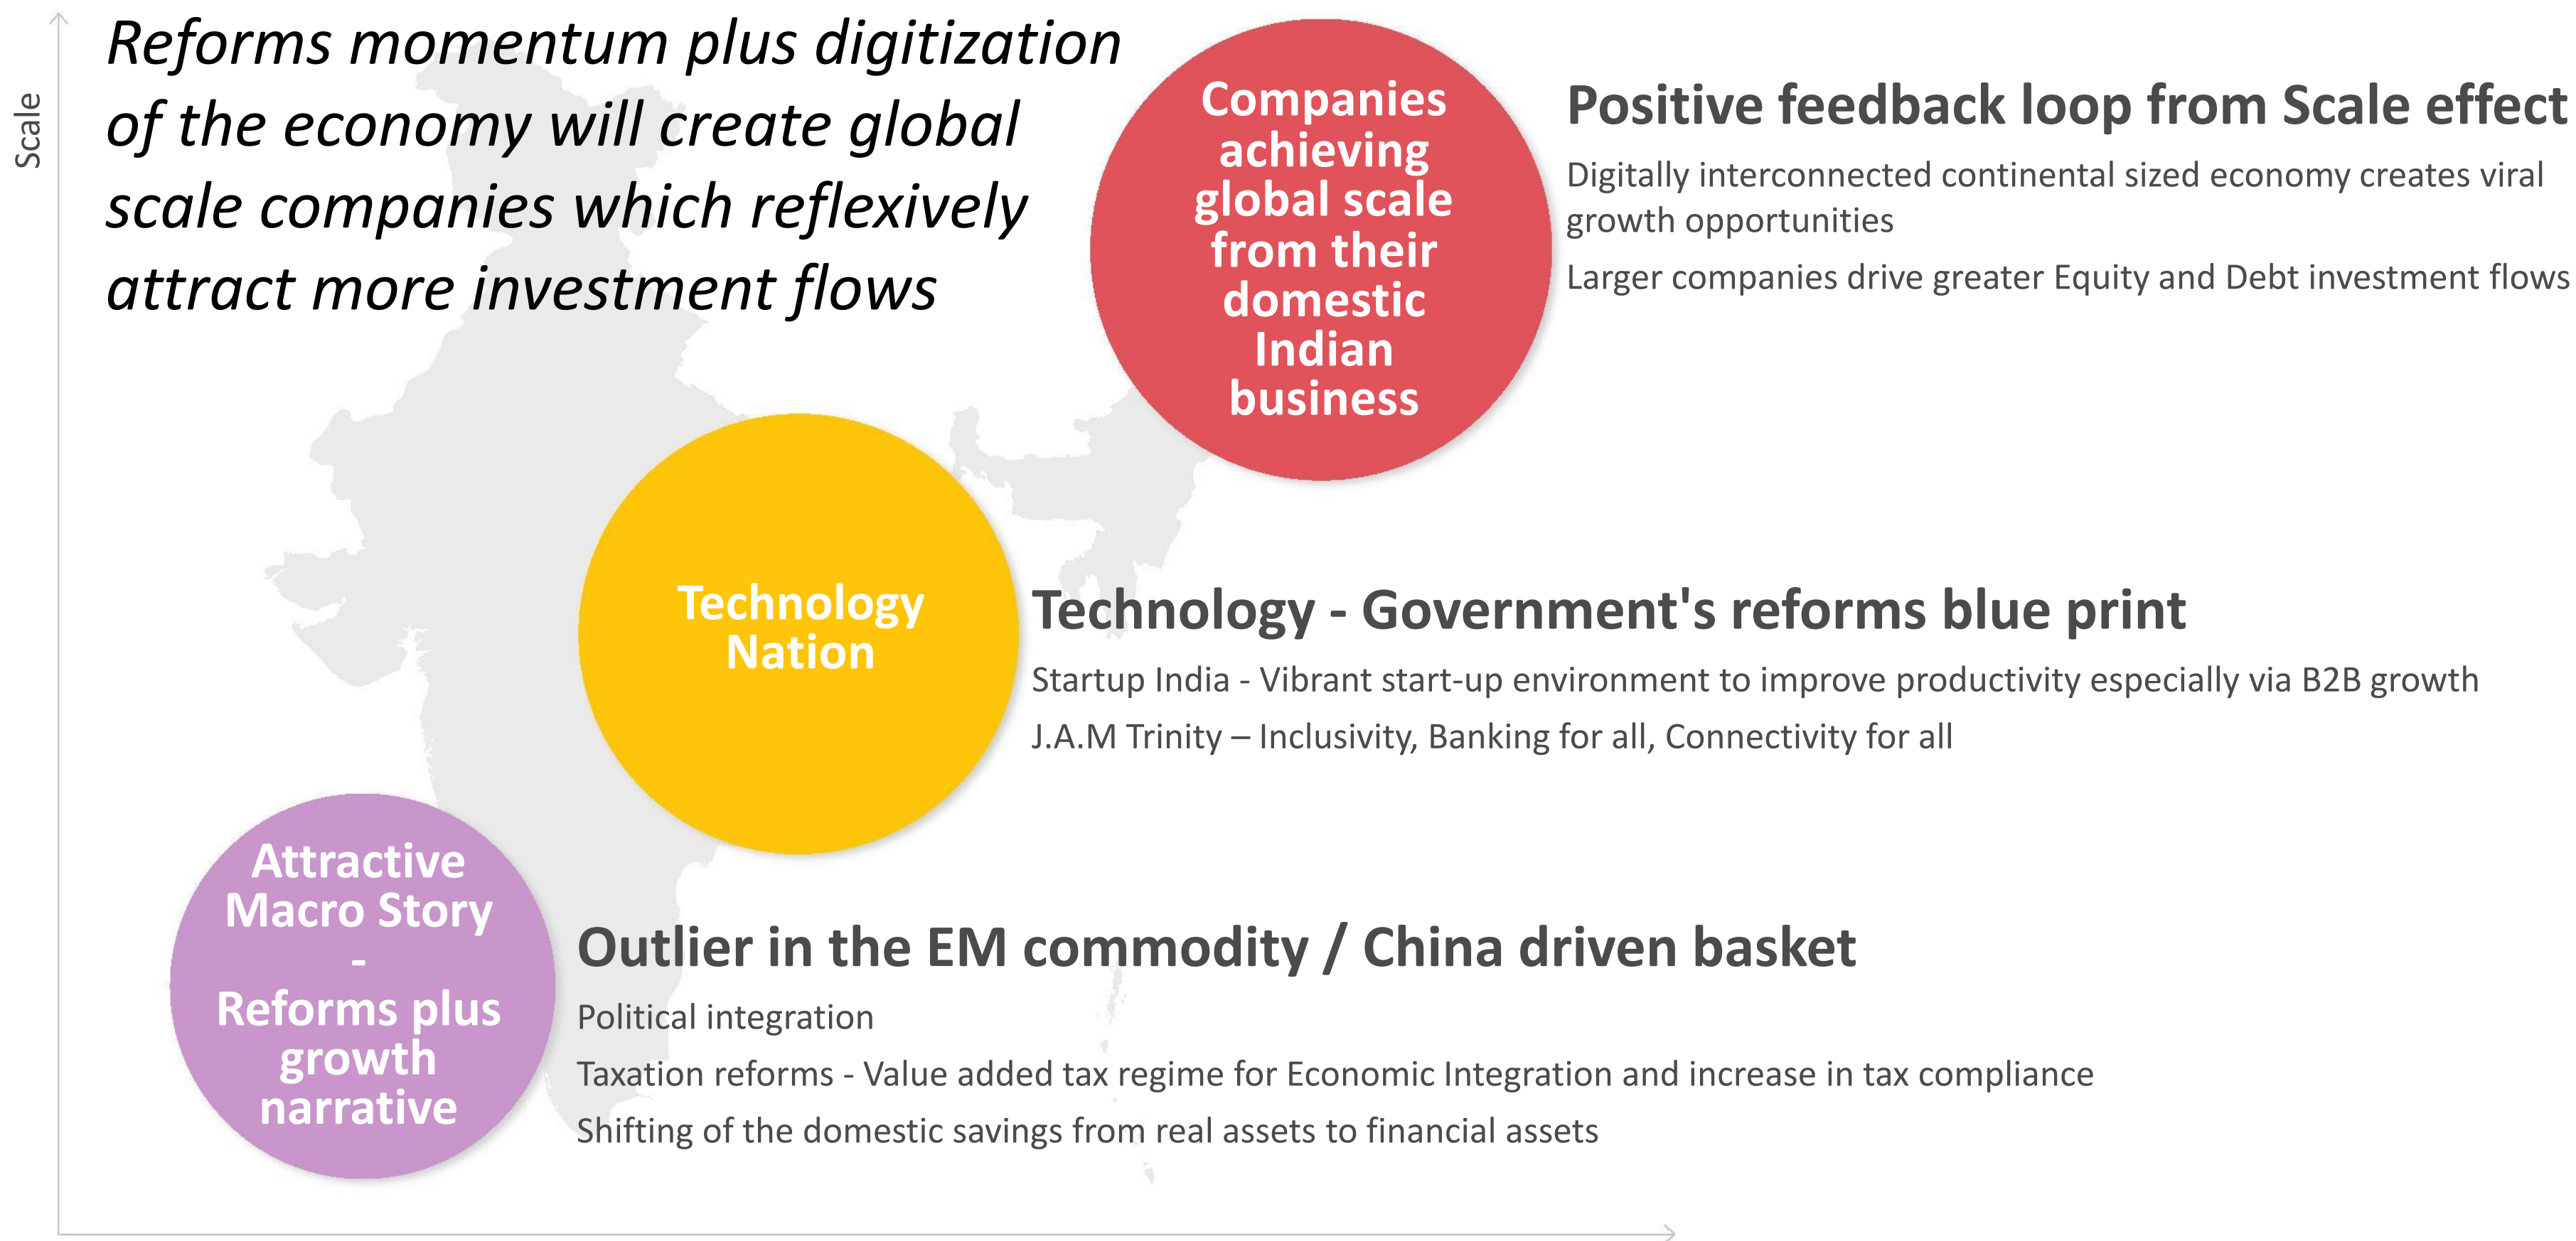 Scale
Reforms momentum plus digitization
of the economy will create global
scale companies which reflexively
attract more investment flows
Companies
achieving
global scale
from their
domestic
Indian
business
Positive feedback loop from Scale effect
Digitally interconnected continental sized economy creates viral
growth opportunities
Larger companies drive greater Equity and Debt investment flows
Technology
Nation
Technology - Government's reforms blue print
Startup India - Vibrant start-up environment to improve productivity especially via B2B growth
J.A.M Trinity – Inclusivity, Banking for all, Connectivity for all
Attractive
Macro Story
-
Reforms plus
growth
narrative
Outlier in the EM commodity / China driven basket
Political integration
Taxation reforms - Value added tax regime for Economic Integration and increase in tax compliance
Shifting of the domestic savings from real assets to financial assets